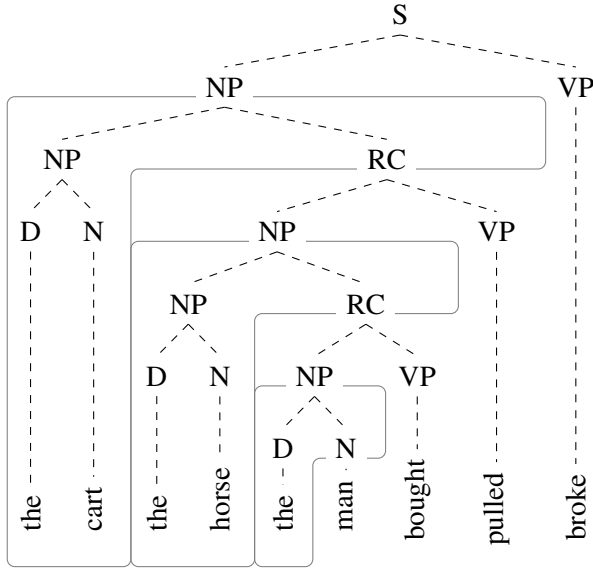 S
NP VP
NP RC
D N NP VP
NP RC
D N NP VP
D N
the cart the horse the man bought pulled broke